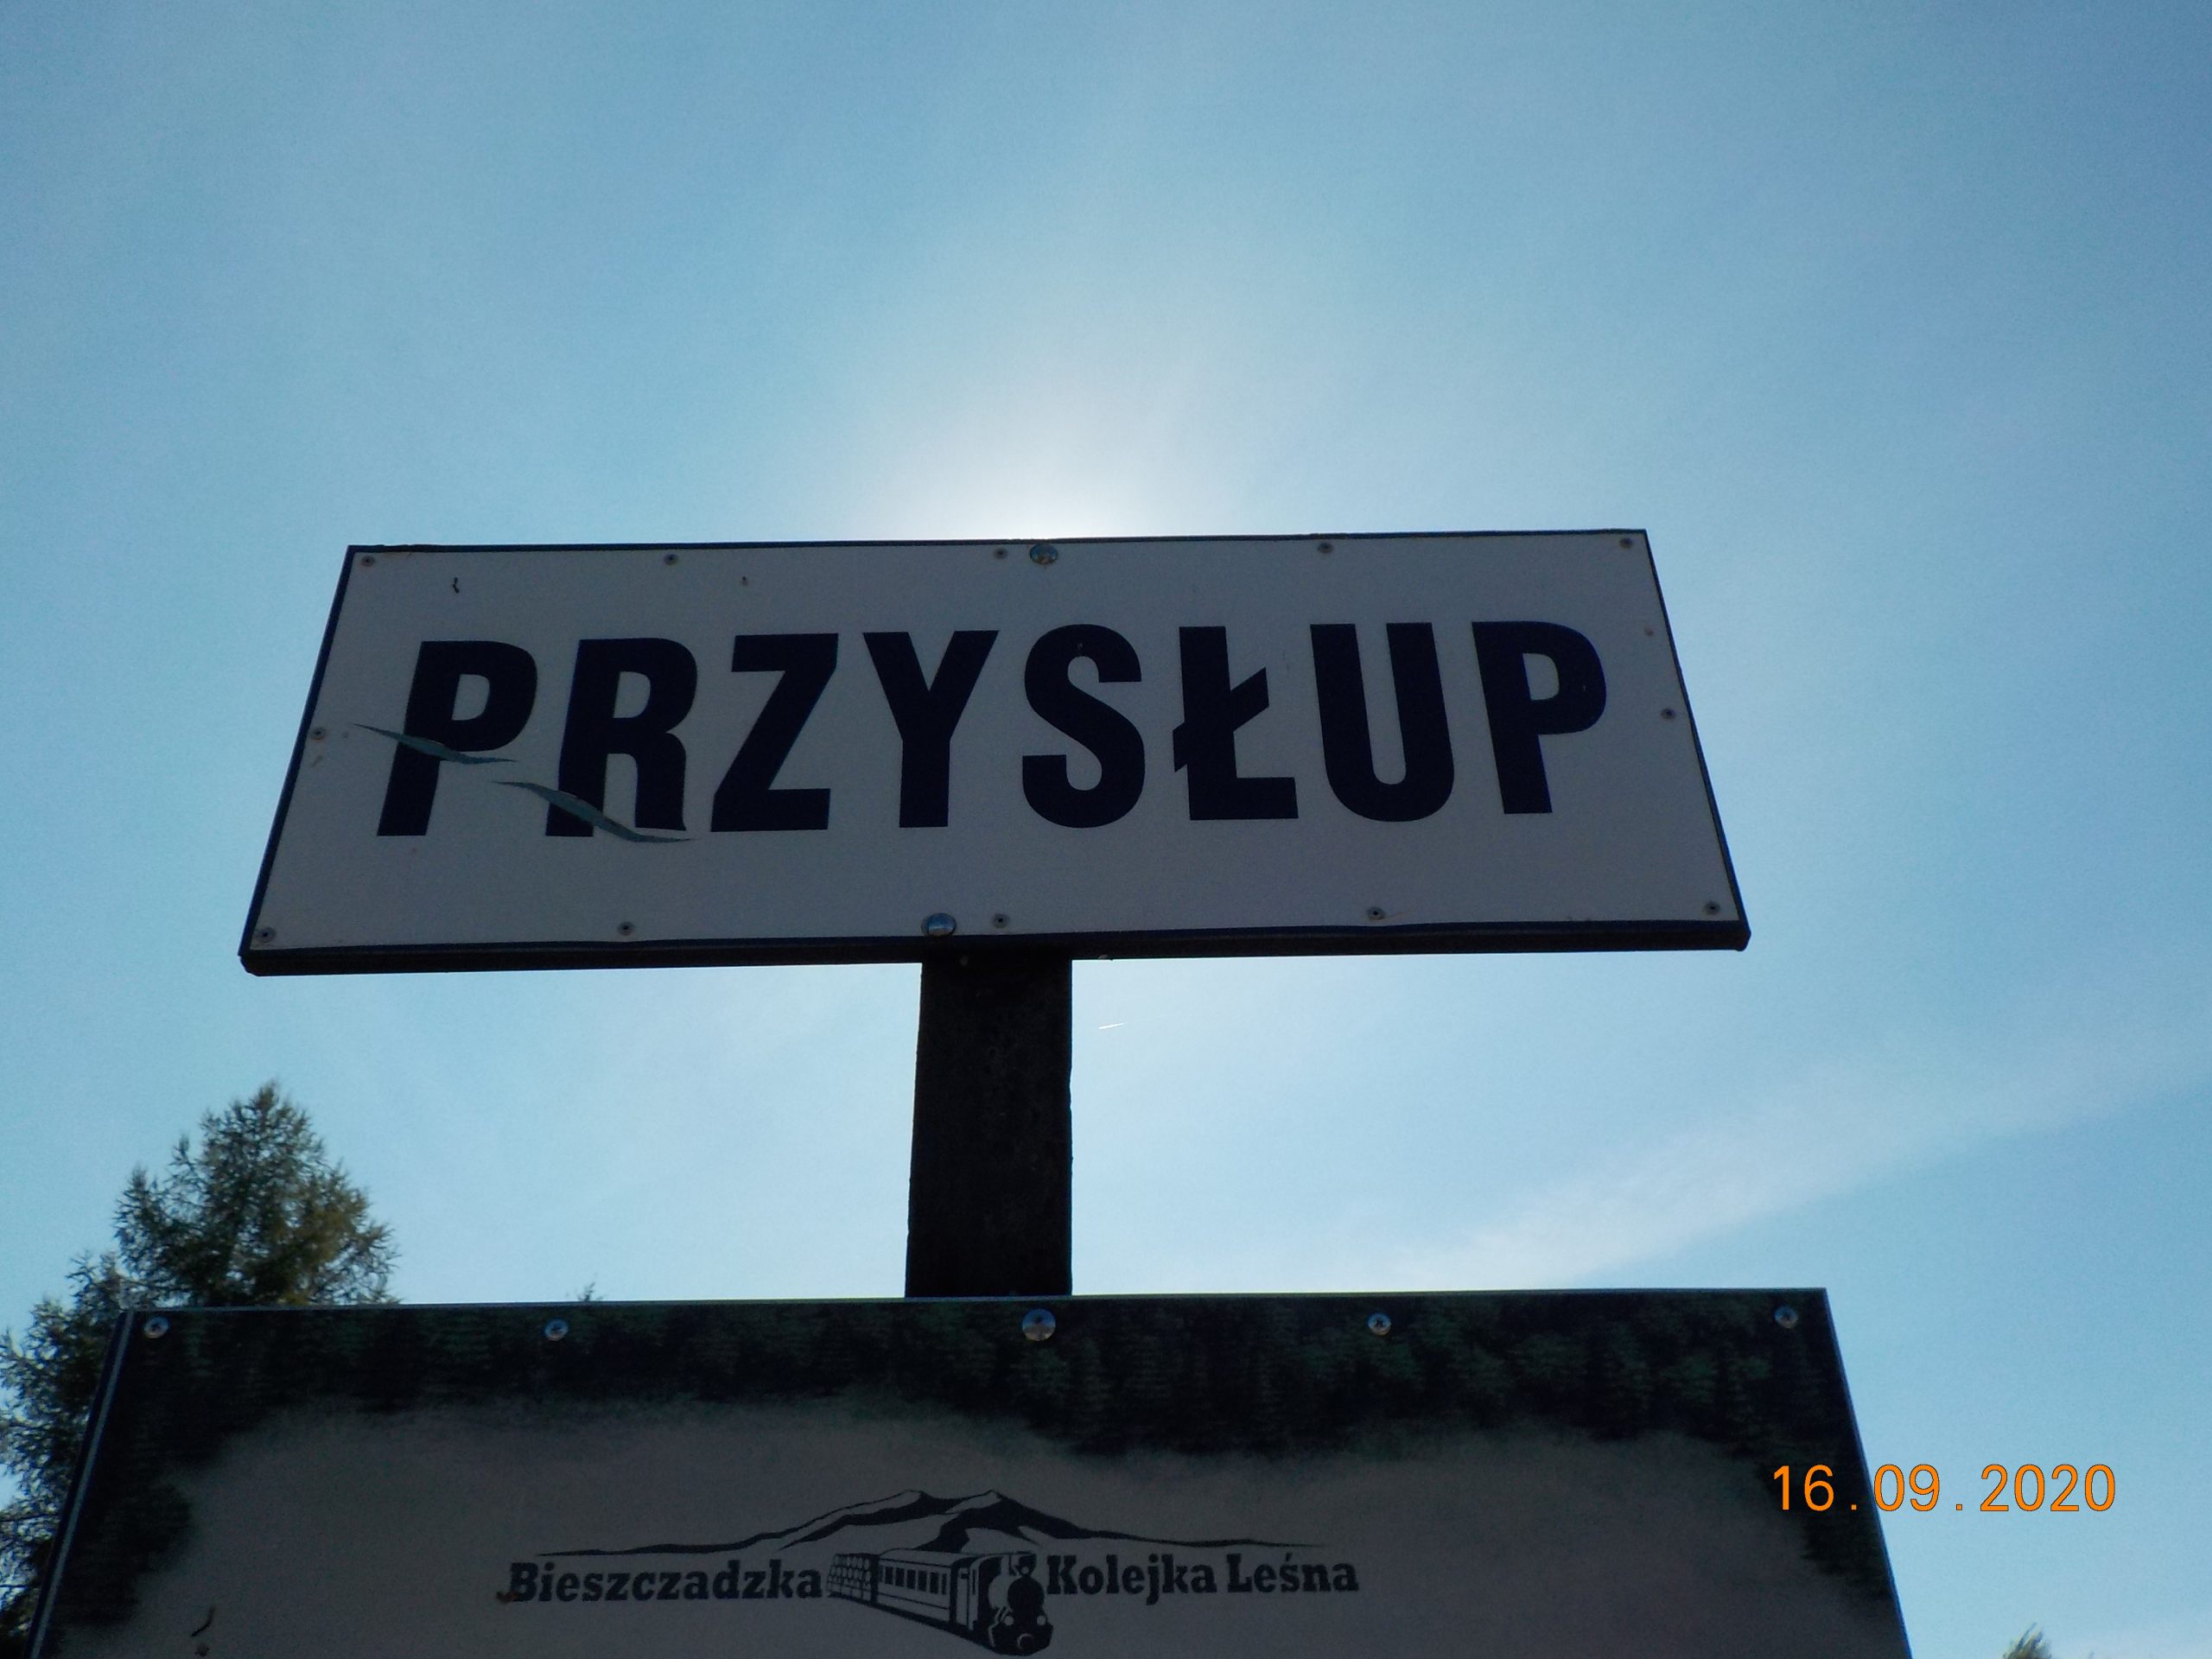 PRZYSŁUP
16.09.2020
Bieszczadzka Kolejka Leśna